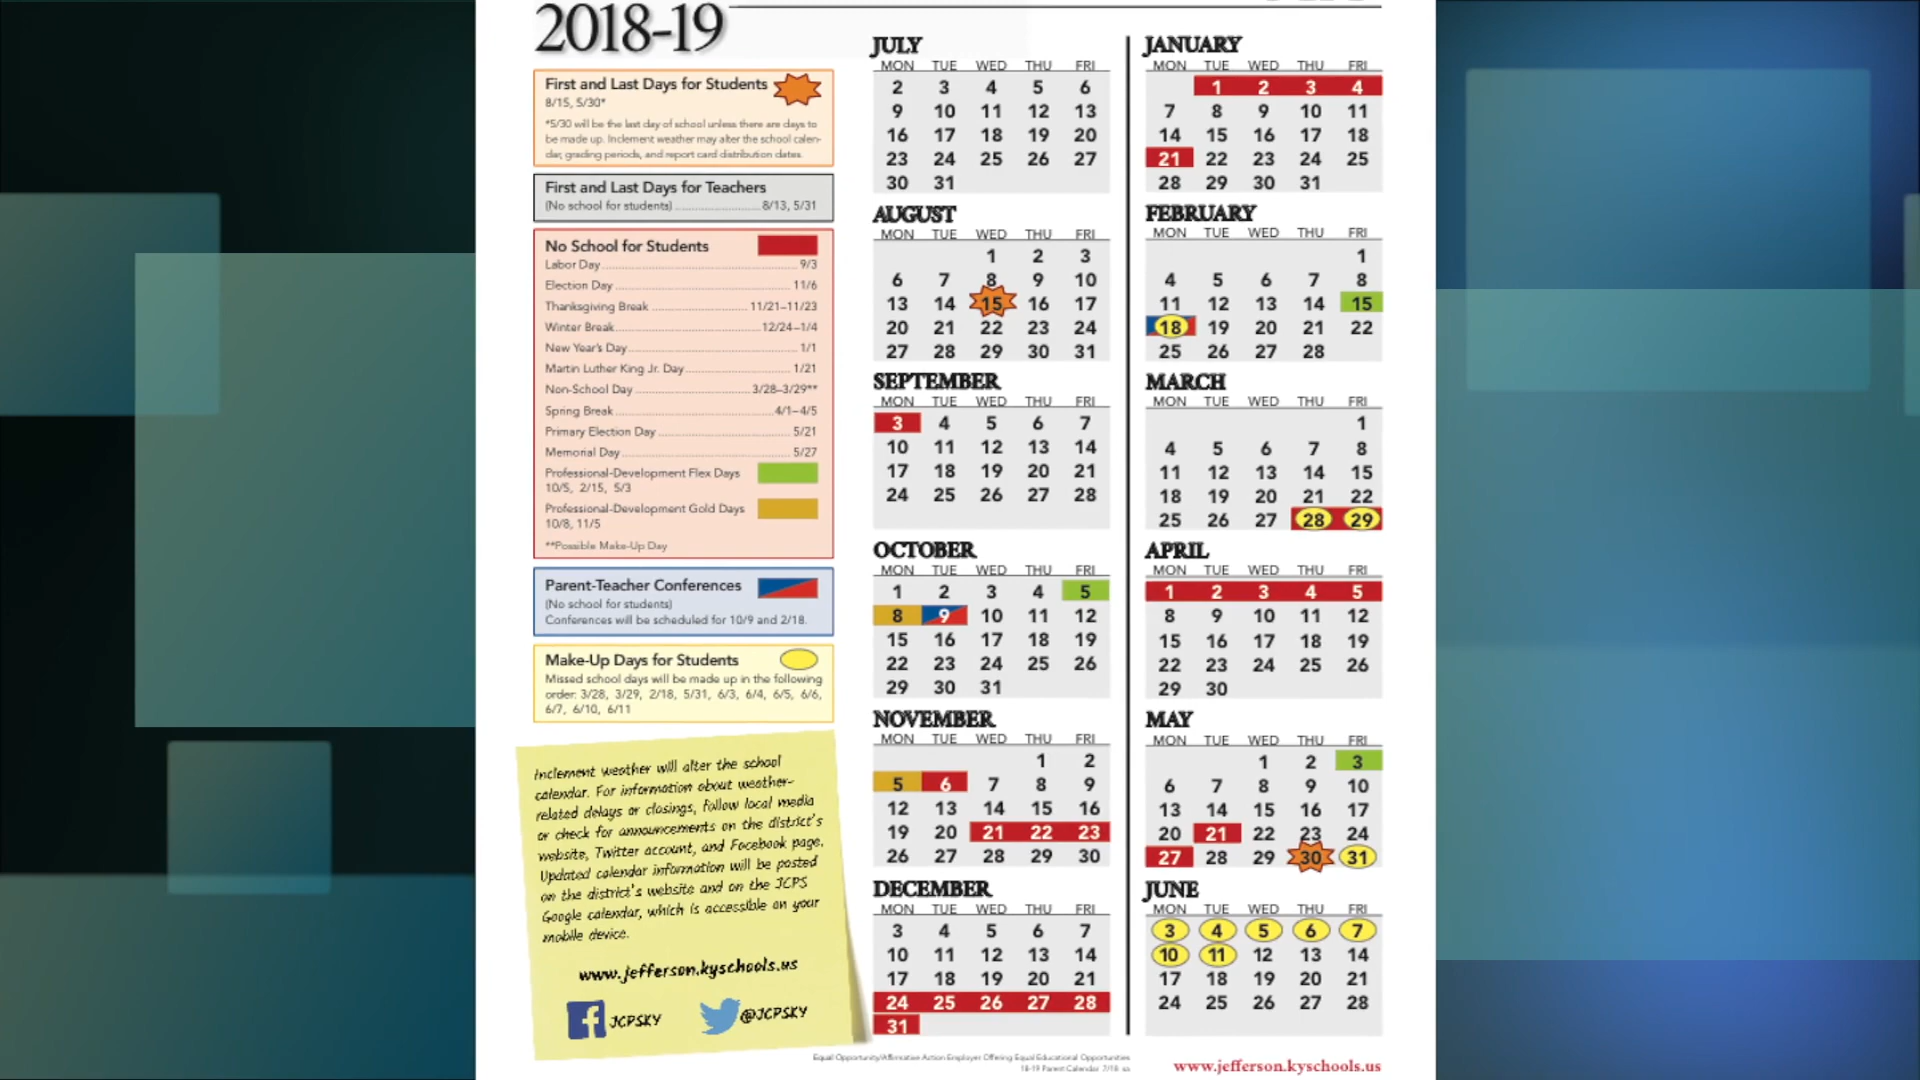 2018-19
First and Last Days for Students
8/15, 5/30*
*5/30 will be the last day of school unless there are days to
be made up. Inclement weather may alter the school calen-
dar, grading periods, and report card distribution dates.
First and Last Days for Teachers
(No school for students) 8/13, 5/31
No School for Students
Labor Day 9/3
Election Day 11/6
Thanksgiving Break 11/21–11/23
Winter Break 12/24–1/4
New Year's Day 1/1
Martin Luther King Jr. Day 1/21
Non-School Day 3/28–3/29**
Spring Break 4/1–4/5
Primary Election Day 5/21
Memorial Day 5/27
Professional-Development Flex Days
10/5, 2/15, 5/3
Professional-Development Gold Days
10/8, 11/5
**Possible Make-Up Day
Parent-Teacher Conferences
(No school for students)
Conferences will be scheduled for 10/9 and 2/18.
Make-Up Days for Students
Missed school days will be made up in the following
order: 3/28, 3/29, 2/18, 5/31, 6/3, 6/4, 6/5, 6/6,
6/7, 6/10, 6/11
Inclement weather will alter the school
calendar. For information about weather-
related delays or closings, follow local media
or check for announcements on the district's
website, Twitter account, and Facebook page.
Updated calendar information will be posted
on the district's website and on the JCPS
Google calendar, which is accessible on your
mobile device.
www.jefferson.kyschools.us
JCPSKY @JCPSKY
JULY
MON TUE WED THU FRI
2 3 4 5 6
9 10 11 12 13
16 17 18 19 20
23 24 25 26 27
30 31
AUGUST
MON TUE WED THU FRI
1 2 3
6 7 8 9 10
13 14 15 16 17
20 21 22 23 24
27 28 29 30 31
SEPTEMBER
MON TUE WED THU FRI
3 4 5 6 7
10 11 12 13 14
17 18 19 20 21
24 25 26 27 28
OCTOBER
MON TUE WED THU FRI
1 2 3 4 5
8 9 10 11 12
15 16 17 18 19
22 23 24 25 26
29 30 31
NOVEMBER
MON TUE WED THU FRI
1 2
5 6 7 8 9
12 13 14 15 16
19 20 21 22 23
26 27 28 29 30
DECEMBER
MON TUE WED THU FRI
3 4 5 6 7
10 11 12 13 14
17 18 19 20 21
24 25 26 27 28
31
JANUARY
MON TUE WED THU FRI
1 2 3 4
7 8 9 10 11
14 15 16 17 18
21 22 23 24 25
28 29 30 31
FEBRUARY
MON TUE WED THU FRI
1
4 5 6 7 8
11 12 13 14 15
18 19 20 21 22
25 26 27 28
MARCH
MON TUE WED THU FRI
1
4 5 6 7 8
11 12 13 14 15
18 19 20 21 22
25 26 27 28 29
APRIL
MON TUE WED THU FRI
1 2 3 4 5
8 9 10 11 12
15 16 17 18 19
22 23 24 25 26
29 30
MAY
MON TUE WED THU FRI
1 2 3
6 7 8 9 10
13 14 15 16 17
20 21 22 23 24
27 28 29 30 31
JUNE
MON TUE WED THU FRI
3 4 5 6 7
10 11 12 13 14
17 18 19 20 21
24 25 26 27 28
Equal Opportunity/Affirmative Action Employer Offering Equal Educational Opportunities
18-19 Parent Calendar 7/18
www.jefferson.kyschools.us